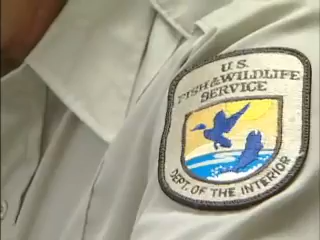 U.S.
FISH & WILDLIFE
SERVICE
DEPT. OF THE INTERIOR